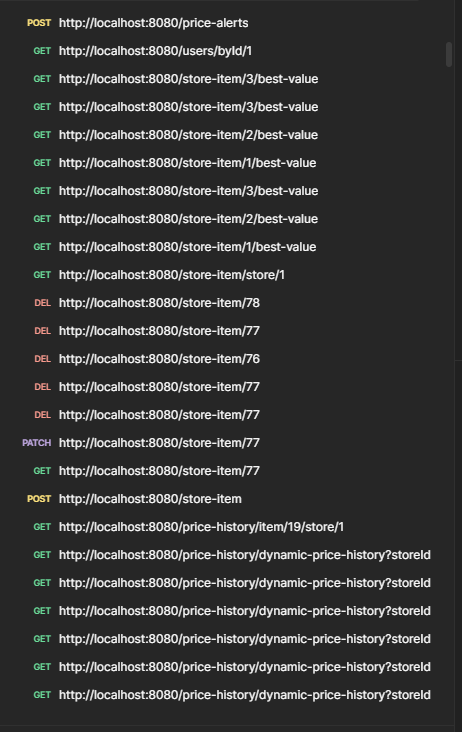 POST http://localhost:8080/price-alerts
GET http://localhost:8080/users/byId/1
GET http://localhost:8080/store-item/3/best-value
GET http://localhost:8080/store-item/3/best-value
GET http://localhost:8080/store-item/2/best-value
GET http://localhost:8080/store-item/1/best-value
GET http://localhost:8080/store-item/3/best-value
GET http://localhost:8080/store-item/2/best-value
GET http://localhost:8080/store-item/1/best-value
GET http://localhost:8080/store-item/store/1
DEL http://localhost:8080/store-item/78
DEL http://localhost:8080/store-item/77
DEL http://localhost:8080/store-item/76
DEL http://localhost:8080/store-item/77
DEL http://localhost:8080/store-item/77
PATCH http://localhost:8080/store-item/77
GET http://localhost:8080/store-item/77
POST http://localhost:8080/store-item
GET http://localhost:8080/price-history/item/19/store/1
GET http://localhost:8080/price-history/dynamic-price-history?storeId
GET http://localhost:8080/price-history/dynamic-price-history?storeId
GET http://localhost:8080/price-history/dynamic-price-history?storeId
GET http://localhost:8080/price-history/dynamic-price-history?storeId
GET http://localhost:8080/price-history/dynamic-price-history?storeId
GET http://localhost:8080/price-history/dynamic-price-history?storeId